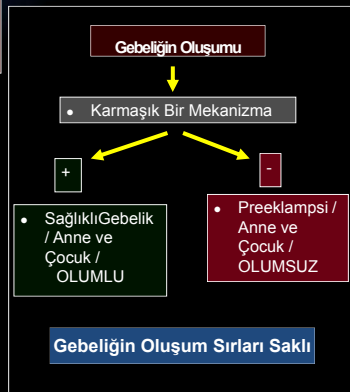 Gebeliğin Oluşumu
• Karmaşık Bir Mekanizma
+
-
• SağlıklıGebelik
/ Anne ve
Çocuk /
OLUMLU
• Preeklampsi /
Anne ve
Çocuk /
OLUMSUZ
Gebeliğin Oluşum Sırları Saklı